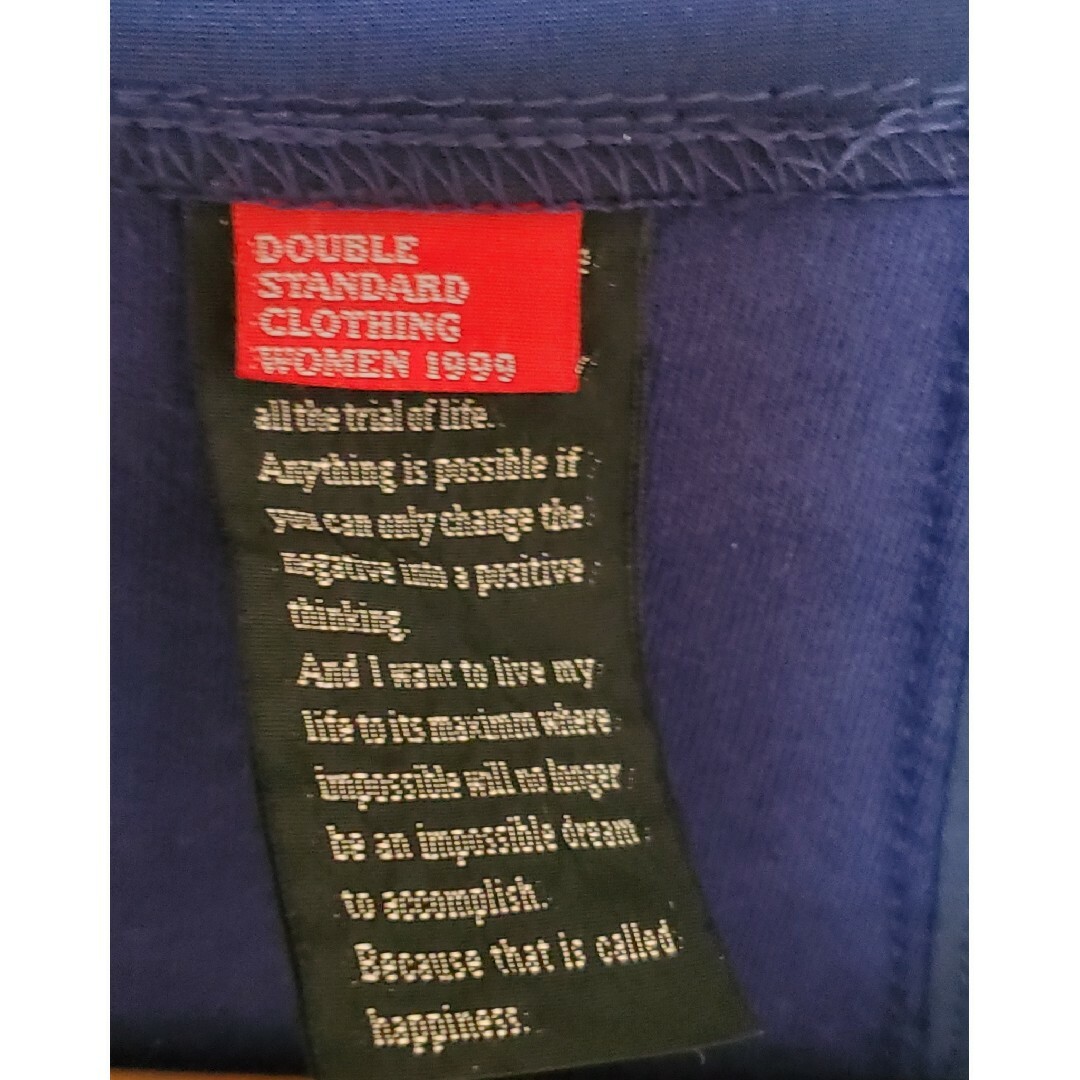 DOUBLE
STANDARD
CLOTHING
WOMEN 1999
all the trial of life.
Anything is possible if
you can only change the
negative into a positive
thinking.
And I want to live my
life to its maximm where
impossible will no longer
be an impossible dream
to accomplish.
Because that is called
happiness.